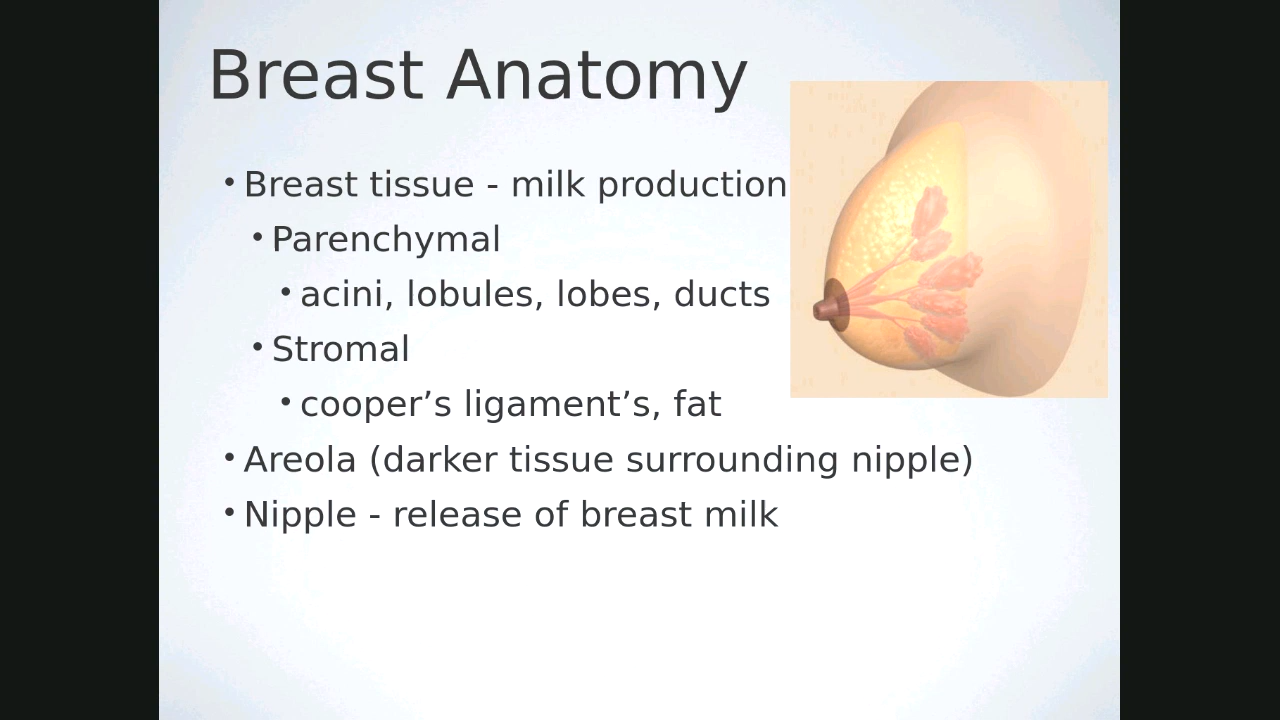 Breast Anatomy
• Breast tissue - milk production
• Parenchymal
• acini, lobules, lobes, ducts
• Stromal
• cooper’s ligament’s, fat
• Areola (darker tissue surrounding nipple)
• Nipple - release of breast milk